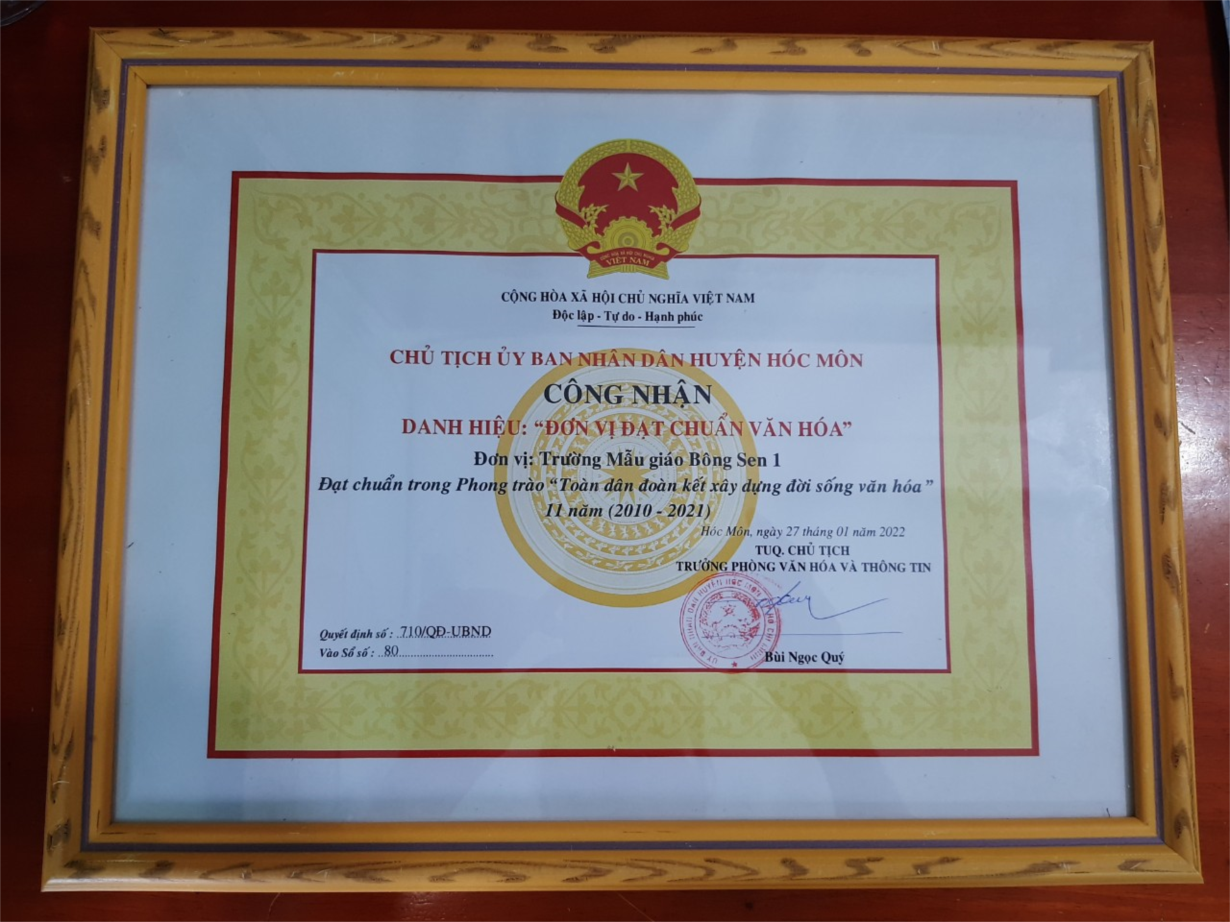 VIỆT NAM
CỘNG HÒA XÃ HỘI CHỦ NGHĨA VIỆT NAM
Độc lập - Tự do - Hạnh phúc
CHỦ TỊCH ỦY BAN NHÂN DÂN HUYỆN HÓC MÔN
CÔNG NHẬN
DANH HIỆU: “ĐƠN VỊ ĐẠT CHUẨN VĂN HÓA”
Đơn vị: Trường Mẫu giáo Bông Sen 1
Đạt chuẩn trong Phong trào “Toàn dân đoàn kết xây dựng đời sống văn hóa”
11 năm (2010 - 2021)
Hóc Môn, ngày 27 tháng 01 năm 2022
TUQ. CHỦ TỊCH
TRƯỞNG PHÒNG VĂN HÓA VÀ THÔNG TIN
Quyết định số : 710/QĐ-UBND
Vào Sổ số : 80
Bùi Ngọc Quý